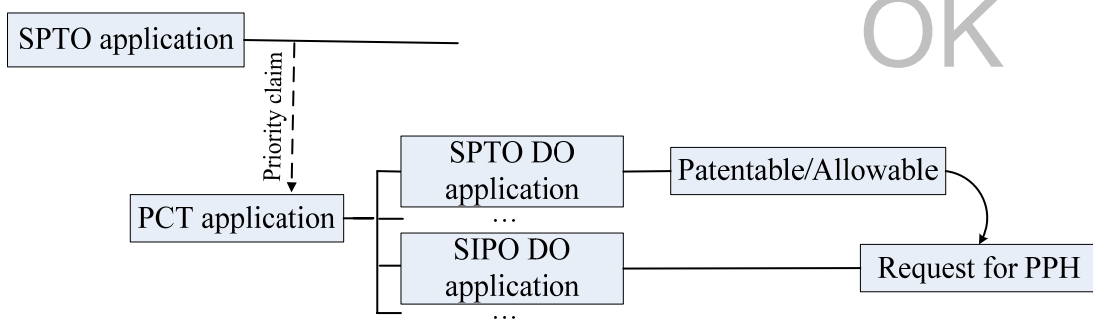 OK
SPTO application
Priority claim
SPTO DO
application
Patentable/Allowable
PCT application
…
SIPO DO
application
Request for PPH
…